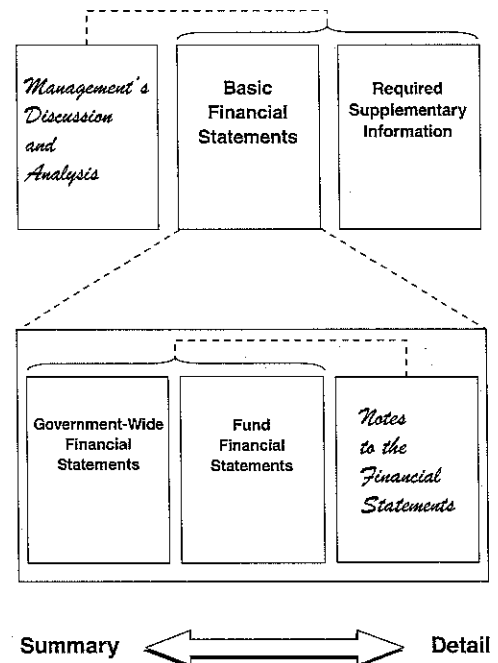 Management's
Discussion
and
Analysis
Basic
Financial
Statements
Required
Supplementary
Information
Government-Wide
Financial
Statements
Fund
Financial
Statements
Notes
to the
Financial
Statements
Summary
Detail